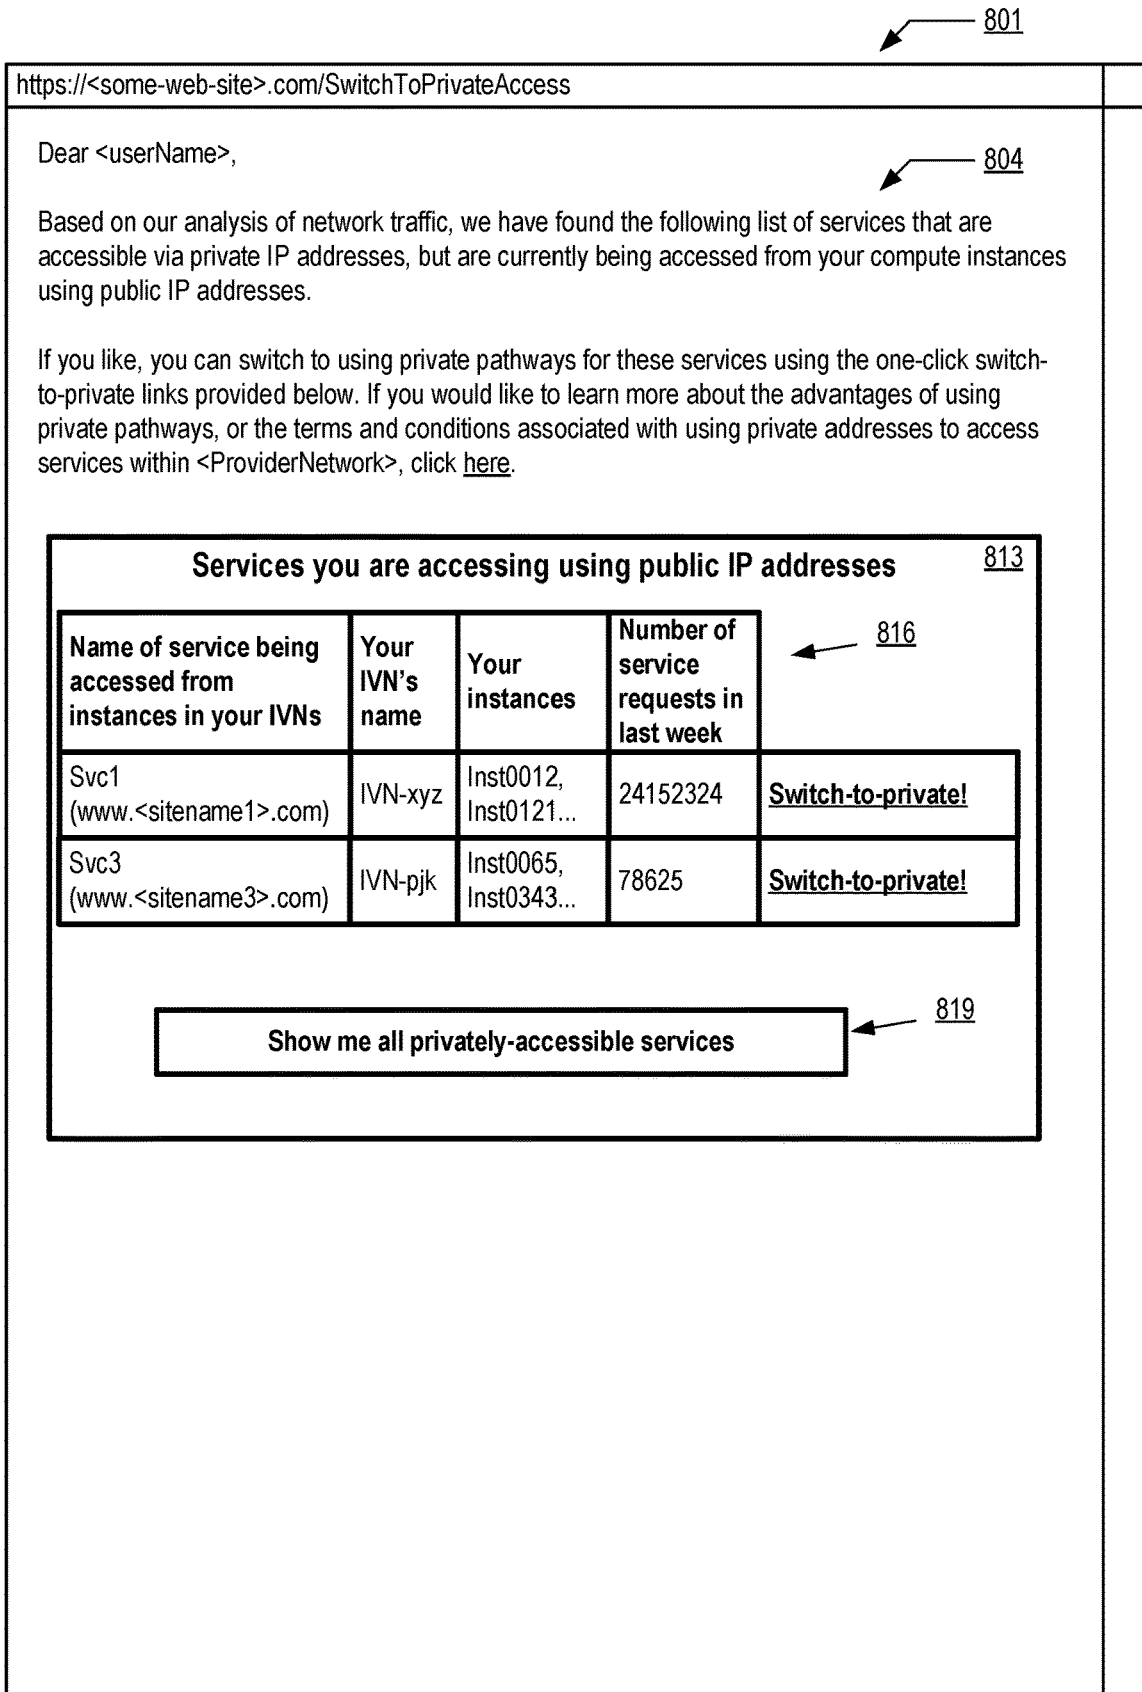 801
https://<some-web-site>.com/SwitchToPrivateAccess
Dear <userName>,
804
Based on our analysis of network traffic, we have found the following list of services that are
accessible via private IP addresses, but are currently being accessed from your compute instances
using public IP addresses.
If you like, you can switch to using private pathways for these services using the one-click switch-
to-private links provided below. If you would like to learn more about the advantages of using
private pathways, or the terms and conditions associated with using private addresses to access
services within <ProviderNetwork>, click here.
Services you are accessing using public IP addresses
813
Name of service being
accessed from
instances in your IVNs
Your
IVN's
name
Your
instances
Number of
service
requests in
last week
816
Svc1
(www.<sitename1>.com)
IVN-xyz
Inst0012,
Inst0121...
24152324
Switch-to-private!
Svc3
(www.<sitename3>.com)
IVN-pjk
Inst0065,
Inst0343...
78625
Switch-to-private!
Show me all privately-accessible services
819